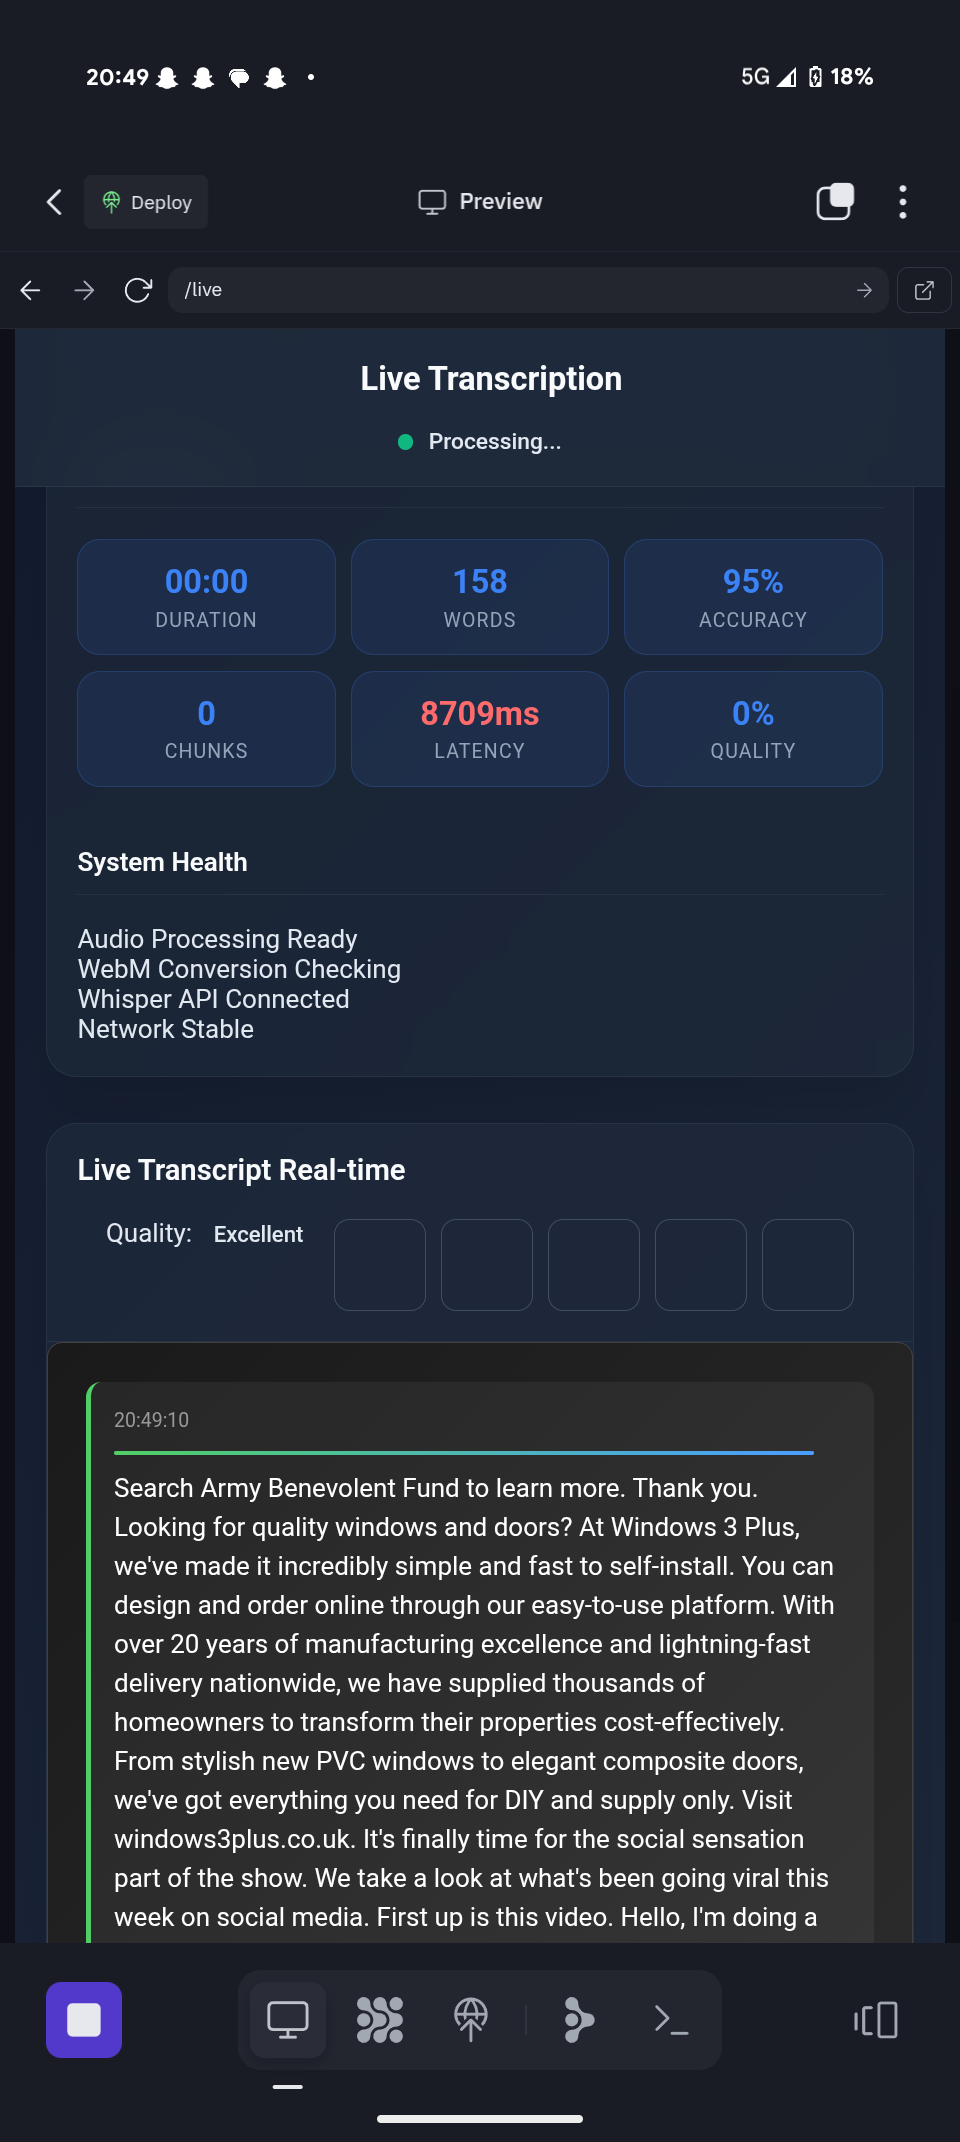 20:49
5G 18%
Deploy
Preview
/live
Live Transcription
Processing...
00:00
DURATION
158
WORDS
95%
ACCURACY
0
CHUNKS
8709ms
LATENCY
0%
QUALITY
System Health
Audio Processing Ready
WebM Conversion Checking
Whisper API Connected
Network Stable
Live Transcript Real-time
Quality: Excellent
20:49:10
Search Army Benevolent Fund to learn more. Thank you.
Looking for quality windows and doors? At Windows 3 Plus,
we've made it incredibly simple and fast to self-install. You can
design and order online through our easy-to-use platform. With
over 20 years of manufacturing excellence and lightning-fast
delivery nationwide, we have supplied thousands of
homeowners to transform their properties cost-effectively.
From stylish new PVC windows to elegant composite doors,
we've got everything you need for DIY and supply only. Visit
windows3plus.co.uk. It's finally time for the social sensation
part of the show. We take a look at what's been going viral this
week on social media. First up is this video. Hello, I'm doing a